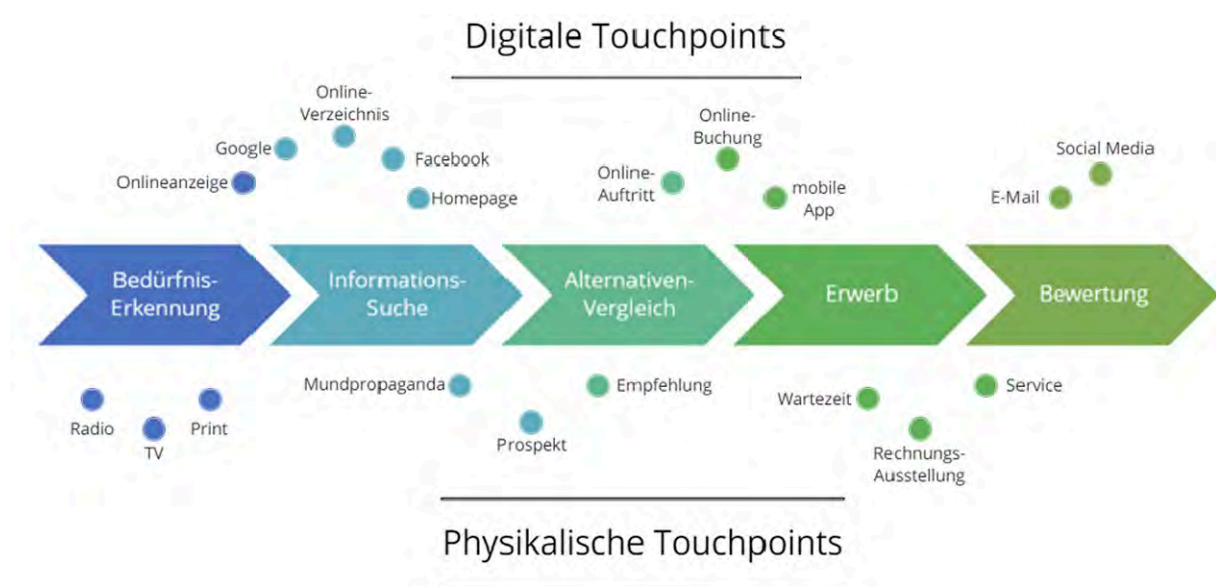 Digitale Touchpoints
Online-
Verzeichnis
Google
Facebook
Onlineanzeige
Homepage
Online-
Buchung
Online-
Auftritt
mobile
App
Social Media
E-Mail
Bedürfnis-
Erkennung
Informations-
Suche
Alternativen-
Vergleich
Erwerb
Bewertung
Radio
TV
Print
Mundpropaganda
Prospekt
Empfehlung
Wartezeit
Rechnungs-
Ausstellung
Service
Physikalische Touchpoints